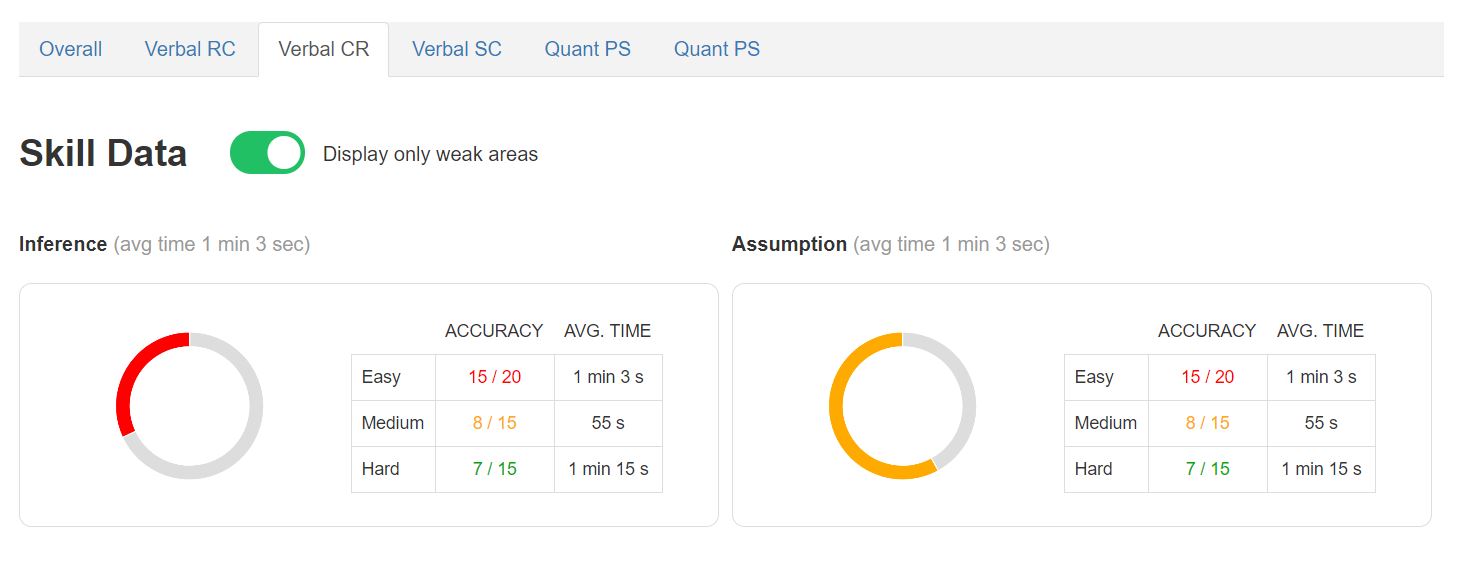 Overall Verbal RC Verbal CR Verbal SC Quant PS Quant PS
Skill Data Display only weak areas
Inference (avg time 1 min 3 sec)
ACCURACY AVG. TIME
Easy 15 / 20 1 min 3 s
Medium 8 / 15 55 s
Hard 7 / 15 1 min 15 s
Assumption (avg time 1 min 3 sec)
ACCURACY AVG. TIME
Easy 15 / 20 1 min 3 s
Medium 8 / 15 55 s
Hard 7 / 15 1 min 15 s